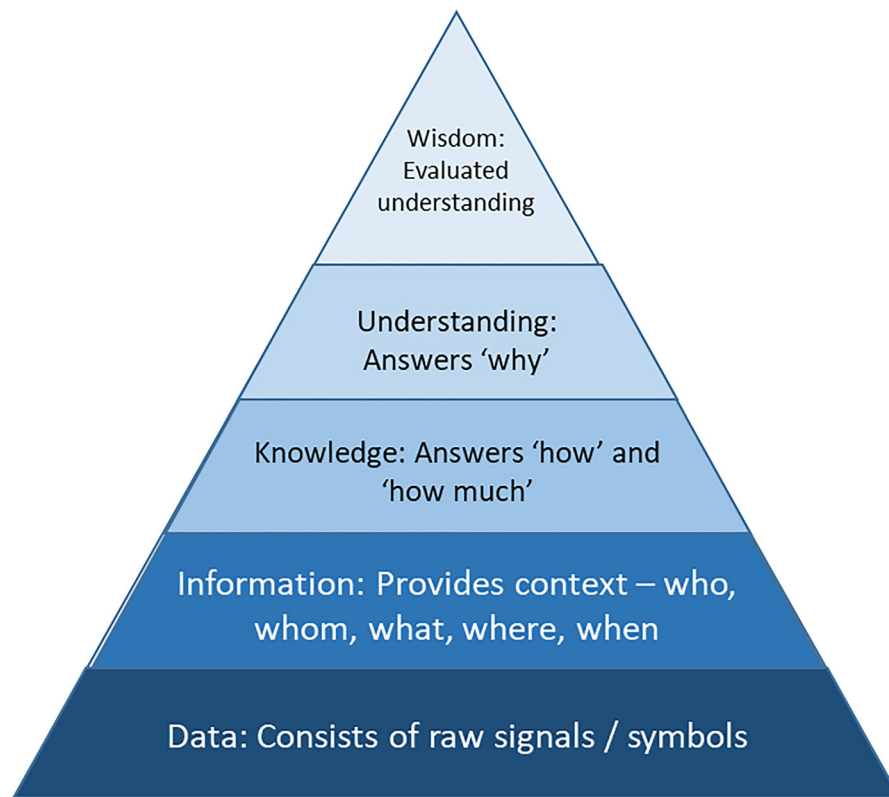 Wisdom:
Evaluated
understanding
Understanding:
Answers ‘why’
Knowledge: Answers ‘how’ and
‘how much’
Information: Provides context – who,
whom, what, where, when
Data: Consists of raw signals / symbols